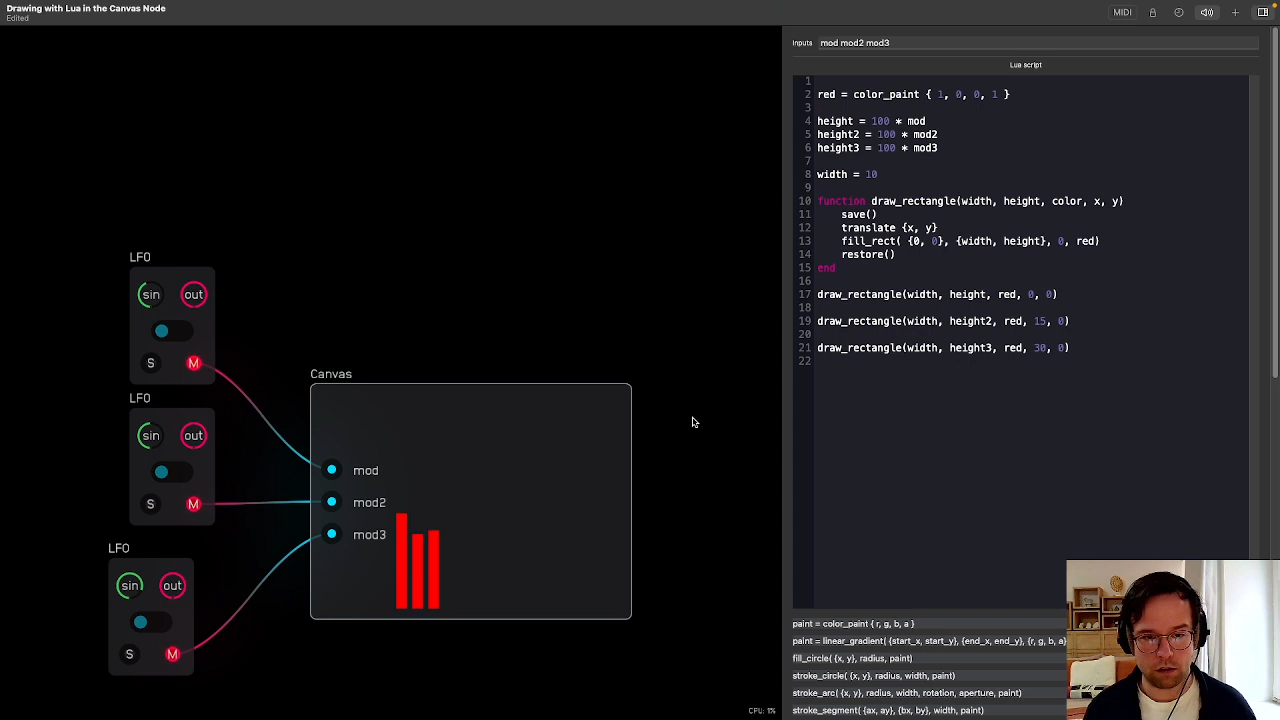 Drawing with Lua in the Canvas Node
Edited
MIDI
Inputs
mod mod2 mod3
Lua script
1
2 red = color_paint { 1, 0, 0, 1 }
3
4 height = 100 * mod
5 height2 = 100 * mod2
6 height3 = 100 * mod3
7
8 width = 10
9
10 function draw_rectangle(width, height, color, x, y)
11 save()
12 translate {x, y}
13 fill_rect( {0, 0}, {width, height}, 0, red)
14 restore()
15 end
16
17 draw_rectangle(width, height, red, 0, 0)
18
19 draw_rectangle(width, height2, red, 15, 0)
20
21 draw_rectangle(width, height3, red, 30, 0)
22
LFO
sin out
S M
LFO
sin out
S M
LFO
sin out
S M
Canvas
mod
mod2
mod3
paint = color_paint { r, g, b, a }
paint = linear_gradient( {start_x, start_y}, {end_x, end_y}, {r, g, b, a}
fill_circle( {x, y}, radius, paint)
stroke_circle( {x, y}, radius, width, paint)
stroke_arc( {x, y}, radius, width, rotation, aperture, paint)
stroke_segment( {ax, ay}, {bx, by}, width, paint)
CPU: 1%